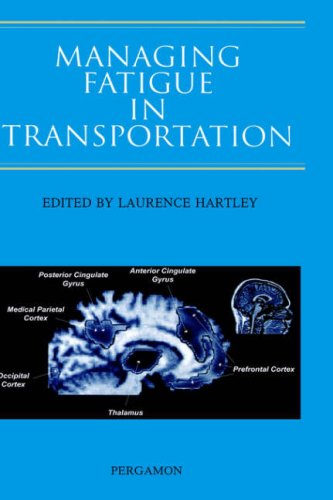 MANAGING
FATIGUE
IN
TRANSPORTATION
EDITED BY LAURENCE HARTLEY
Posterior Cingulate
Gyrus
Anterior Cingulate
Gyrus
Medical Parietal
Cortex
Prefrontal Cortex
Occipital
Cortex
Thalamus
PERGAMON